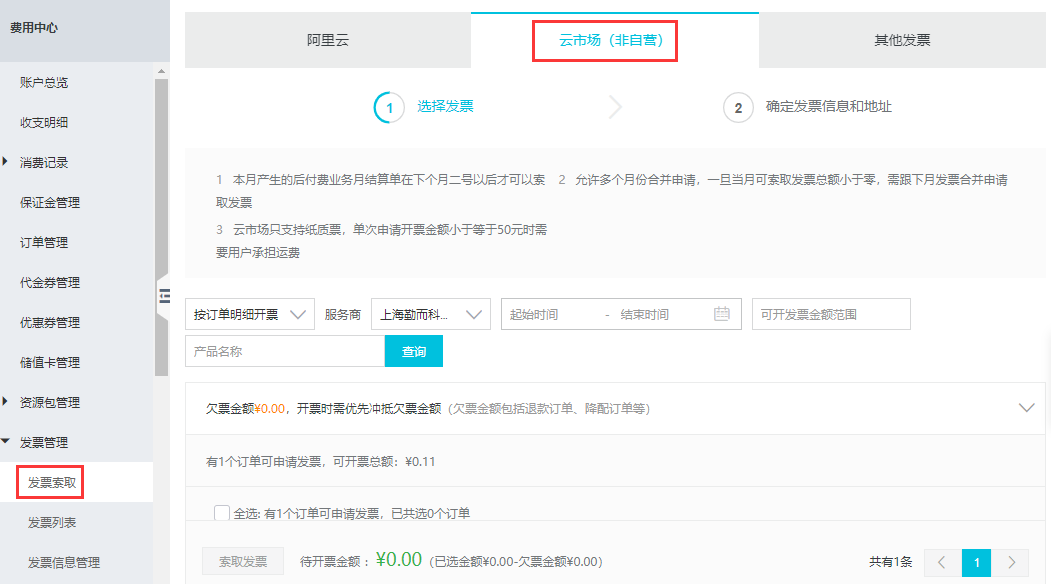 费用中心
账户总览
收支明细
消费记录
保证金管理
订单管理
代金券管理
优惠券管理
储值卡管理
资源包管理
发票管理
发票索取
发票列表
发票信息管理
阿里云
云市场（非自营）
其他发票
1 选择发票
2 确定发票信息和地址
1 本月产生的后付费业务月结算单在下个月二号以后才可以索
取发票
2 允许多个月份合并申请，一旦当月可索取发票总额小于零，需跟下月发票合并申请
3 云市场只支持纸质票，单次申请开票金额小于等于50元时需
要用户承担运费
按订单明细开票 服务商 上海勤而科... 起始时间 - 结束时间 可开发票金额范围
产品名称 查询
欠票金额¥0.00，开票时需优先冲抵欠票金额（欠票金额包括退款订单、降配订单等）
有1个订单可申请发票，可开票总额：¥0.11
全选: 有1个订单可申请发票，已共选0个订单
索取发票 待开票金额： ¥0.00 (已选金额¥0.00-欠票金额¥0.00)
共有1条 1